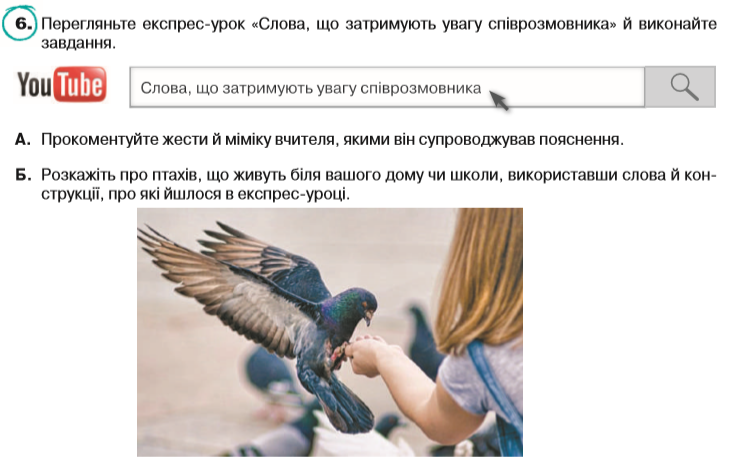 6. Перегляньте експрес-урок «Слова, що затримують увагу співрозмовника» й виконайте
завдання.
YouTube
Слова, що затримують увагу співрозмовника
А. Прокоментуйте жести й міміку вчителя, якими він супроводжував пояснення.
Б. Розкажіть про птахів, що живуть біля вашого дому чи школи, використавши слова й кон-
струкції, про які йшлося в експрес-уроці.